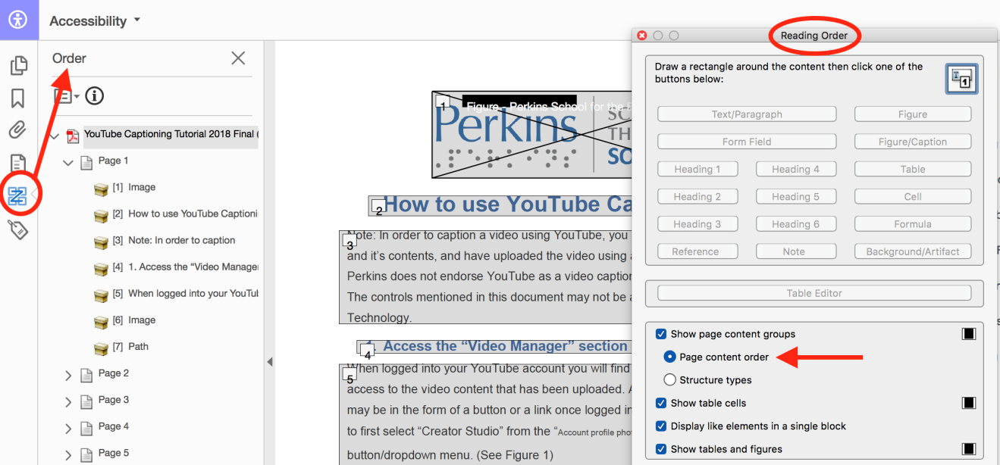 Accessibility
Order
YouTube Captioning Tutorial 2018 Final (
Page 1
[1] Image
[2] How to use YouTube Captioni
[3] Note: In order to caption
[4] 1. Access the “Video Manager
[5] When logged into your YouTub
[6] Image
[7] Path
Page 2
Page 3
Page 4
Page 5
1 Figure - Perkins School for the B
Perkins SC
TH
SO
2 How to use YouTube Ca
3 Note: In order to caption a video using YouTube, you
and it’s contents, and have uploaded the video using a
Perkins does not endorse YouTube as a video caption
The controls mentioned in this document may not be a
Technology.
4 1. Access the “Video Manager” section
5 When logged into your YouTube account you will find
access to the video content that has been uploaded. A
may be in the form of a button or a link once logged in
to first select “Creator Studio” from the “Account profile pho
button/dropdown menu. (See Figure 1)
Reading Order
Draw a rectangle around the content then click one of the
buttons below:
Text/Paragraph Figure
Form Field Figure/Caption
Heading 1 Heading 4 Table
Heading 2 Heading 5 Cell
Heading 3 Heading 6 Formula
Reference Note Background/Artifact
Table Editor
Show page content groups
Page content order
Structure types
Show table cells
Display like elements in a single block
Show tables and figures